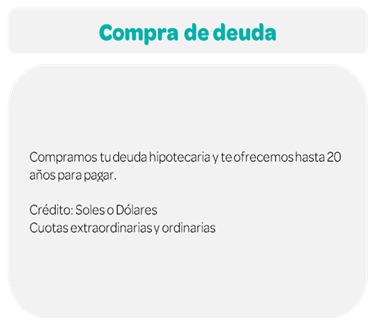 Compra de deuda
Compramos tu deuda hipotecaria y te ofrecemos hasta 20
años para pagar.
Crédito: Soles o Dólares
Cuotas extraordinarias y ordinarias